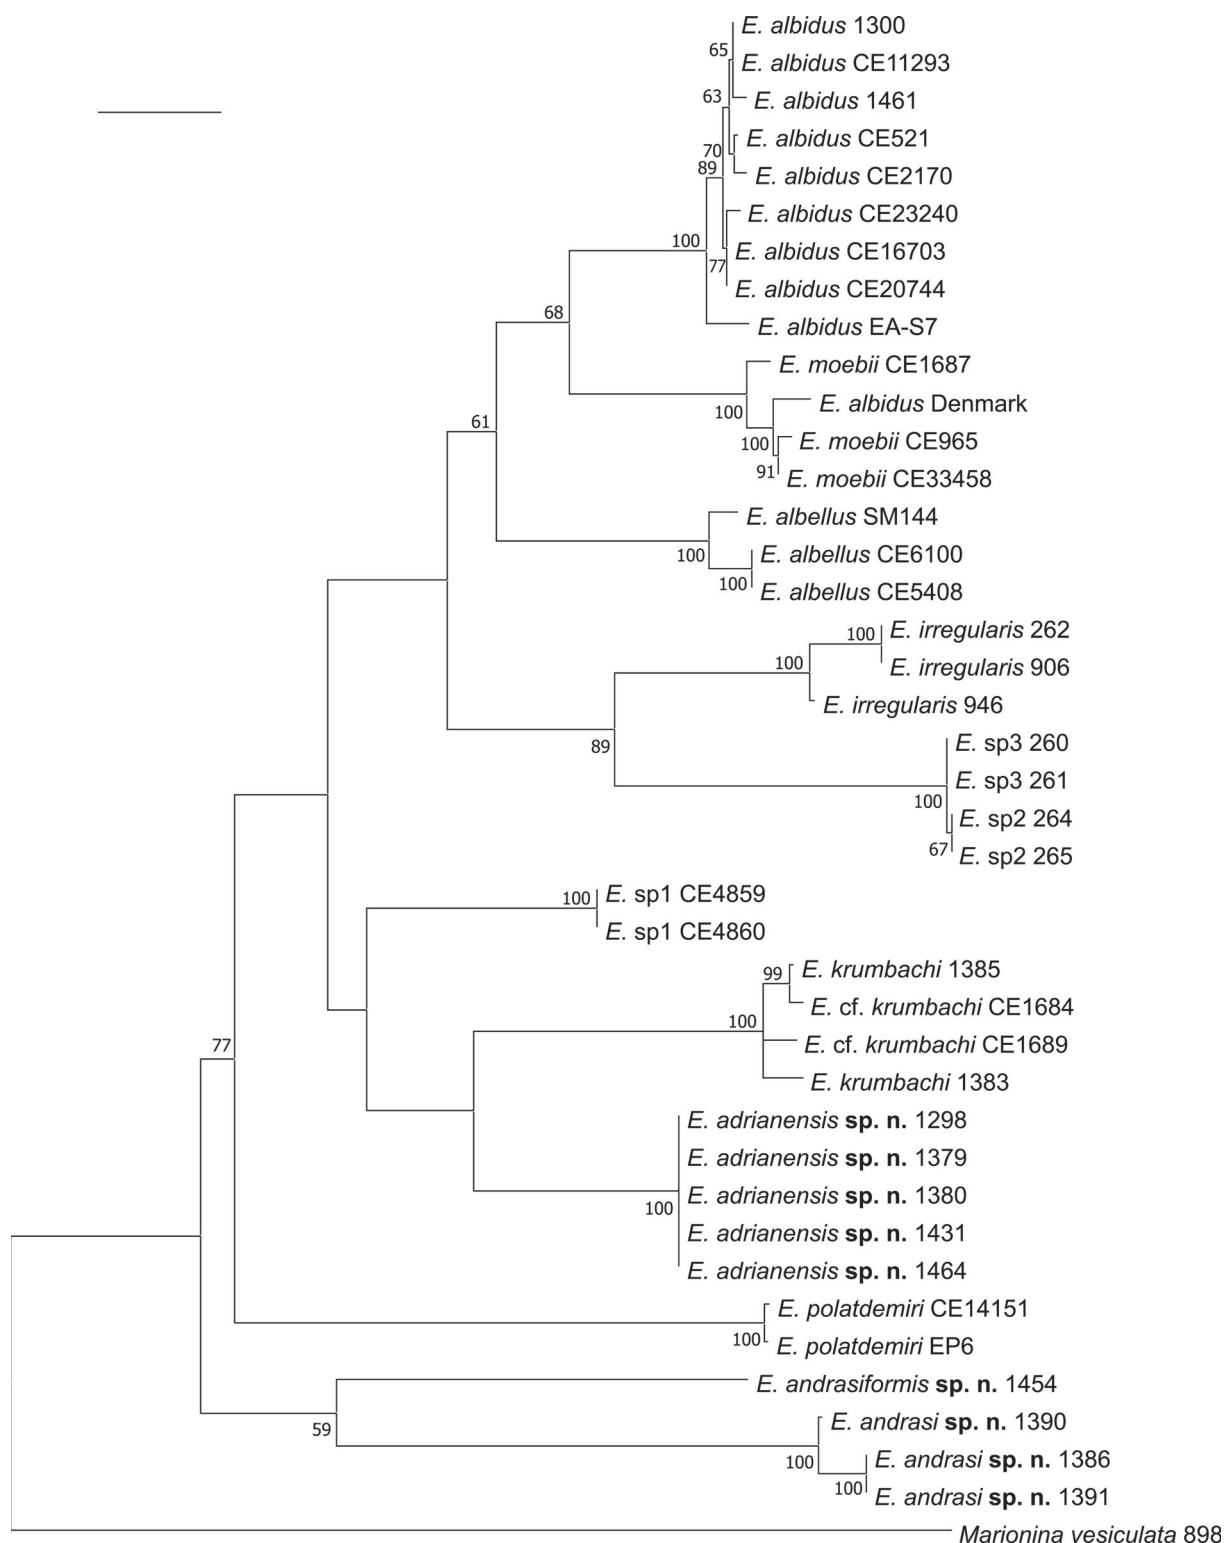 E. albidus 1300
65
E. albidus CE11293
63
E. albidus 1461
E. albidus CE521
70
89
E. albidus CE2170
E. albidus CE23240
100
E. albidus CE16703
77
E. albidus CE20744
68
E. albidus EA-S7
E. moebii CE1687
100
E. albidus Denmark
61
100
E. moebii CE965
91
E. moebii CE33458
E. albellus SM144
100
E. albellus CE6100
100
E. albellus CE5408
100
E. irregularis 262
100
E. irregularis 906
E. irregularis 946
89
E. sp3 260
E. sp3 261
100
E. sp2 264
67
E. sp2 265
100
E. sp1 CE4859
E. sp1 CE4860
99
E. krumbachi 1385
E. cf. krumbachi CE1684
100
E. cf. krumbachi CE1689
77
E. krumbachi 1383
E. adrianensis sp. n. 1298
E. adrianensis sp. n. 1379
E. adrianensis sp. n. 1380
100
E. adrianensis sp. n. 1431
E. adrianensis sp. n. 1464
E. polatdemiri CE14151
100
E. polatdemiri EP6
E. andrasiformis sp. n. 1454
59
E. andrasi sp. n. 1390
100
E. andrasi sp. n. 1386
100
E. andrasi sp. n. 1391
Marionina vesiculata 898